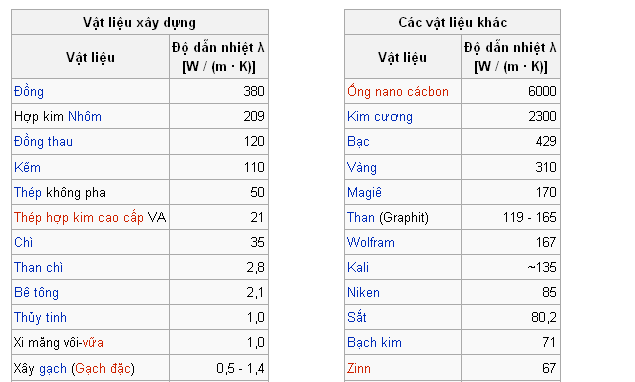 Vật liệu xây dựng
Vật liệu Độ dẫn nhiệt λ
[W / (m · K)]
Đồng 380
Hợp kim Nhôm 209
Đồng thau 120
Kẽm 110
Thép không pha 50
Thép hợp kim cao cấp VA 21
Chì 35
Than chì 2,8
Bê tông 2,1
Thủy tinh 1,0
Xi măng vôi-vữa 1,0
Xây gạch (Gạch đặc) 0,5 - 1,4
Các vật liệu khác
Vật liệu Độ dẫn nhiệt λ
[W / (m · K)]
Ống nano cácbon 6000
Kim cương 2300
Bạc 429
Vàng 310
Magiê 170
Than (Graphit) 119 - 165
Wolfram 167
Kali ~135
Niken 85
Sắt 80,2
Bạch kim 71
Zinn 67